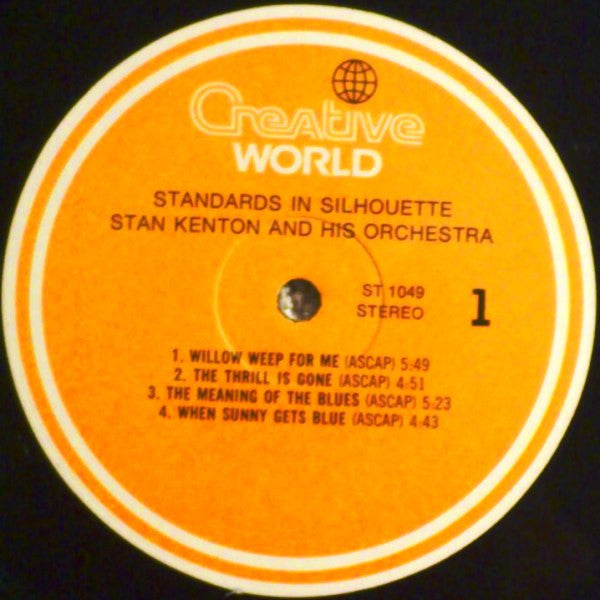 Creative
WORLD
STANDARDS IN SILHOUETTE
STAN KENTON AND HIS ORCHESTRA
ST 1049
STEREO
1
1. WILLOW WEEP FOR ME (ASCAP) 5:49
2. THE THRILL IS GONE (ASCAP) 4:51
3. THE MEANING OF THE BLUES (ASCAP) 5:23
4. WHEN SUNNY GETS BLUE (ASCAP) 4:43